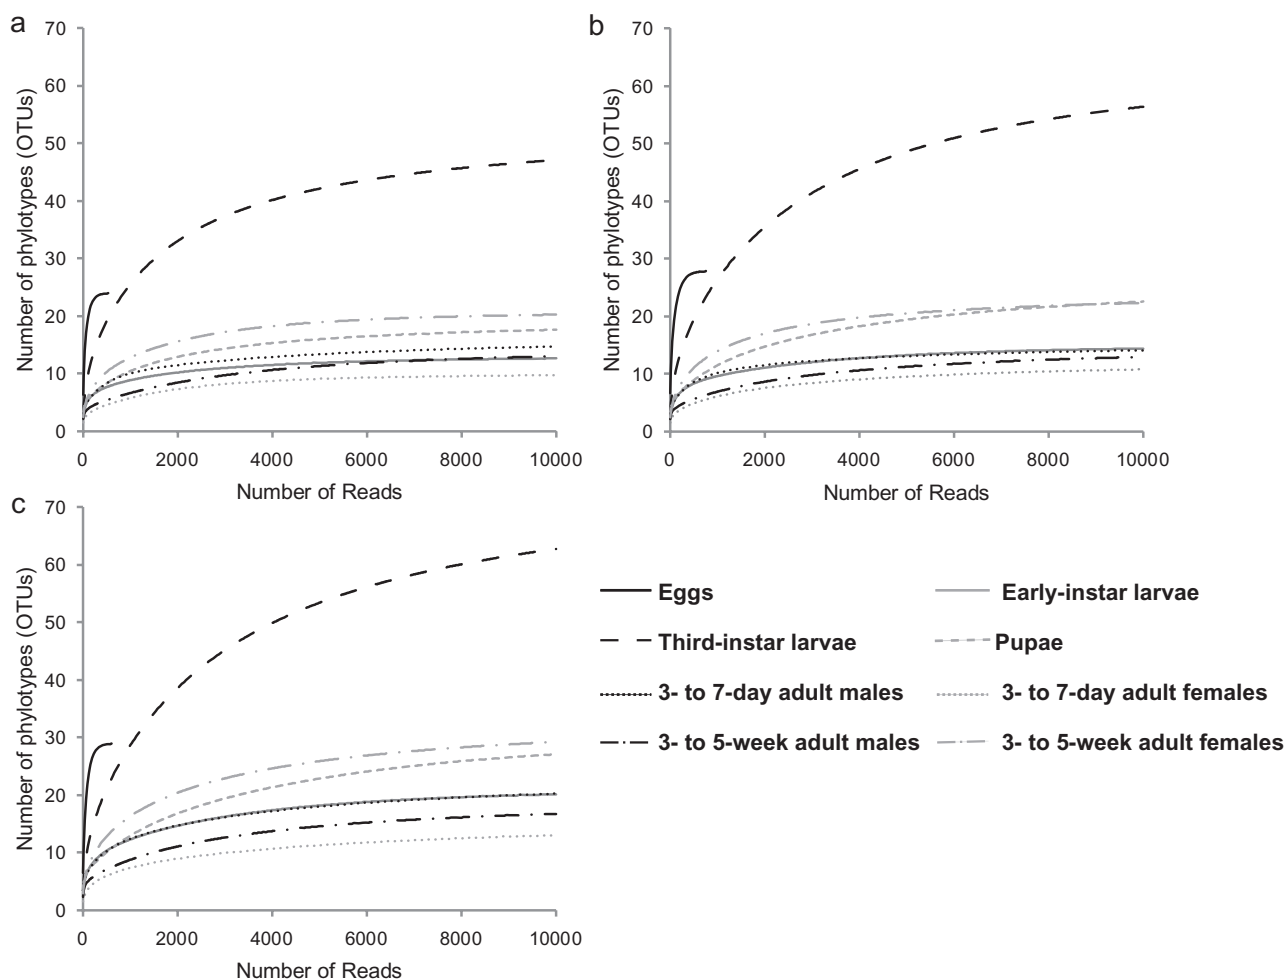 a
Number of phylotypes (OTUs)
70
60
50
40
30
20
10
0
0 2000 4000 6000 8000 10000
Number of Reads
b
Number of phylotypes (OTUs)
70
60
50
40
30
20
10
0
0 2000 4000 6000 8000 10000
Number of Reads
c
Number of phylotypes (OTUs)
70
60
50
40
30
20
10
0
0 2000 4000 6000 8000 10000
Number of Reads
Eggs
Early-instar larvae
Third-instar larvae
Pupae
3- to 7-day adult males
3- to 7-day adult females
3- to 5-week adult males
3- to 5-week adult females